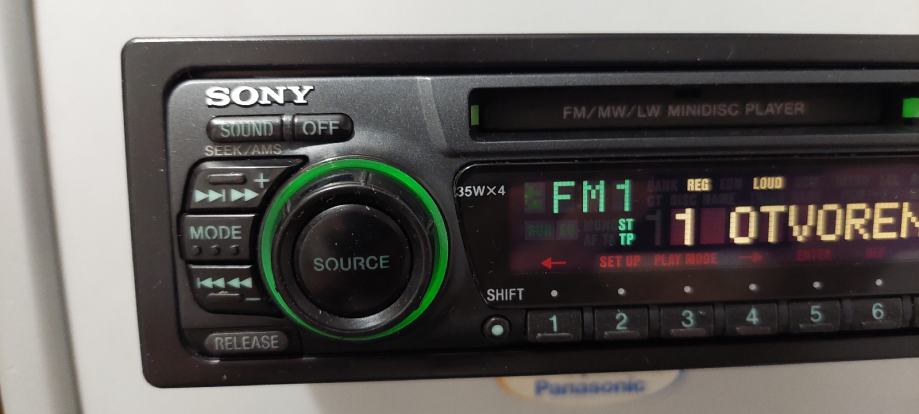 SONY
FM/MW/LW MINIDISC PLAYER
SOUND OFF
SEEK/AMS
+
35W×4
FM1
REG
LOUD
MODE
ST
TP
1 OTVOREN
SOURCE
SET UP PLAY MODE ENTER
SHIFT
1 2 3 4 5 6
RELEASE
Panasonic